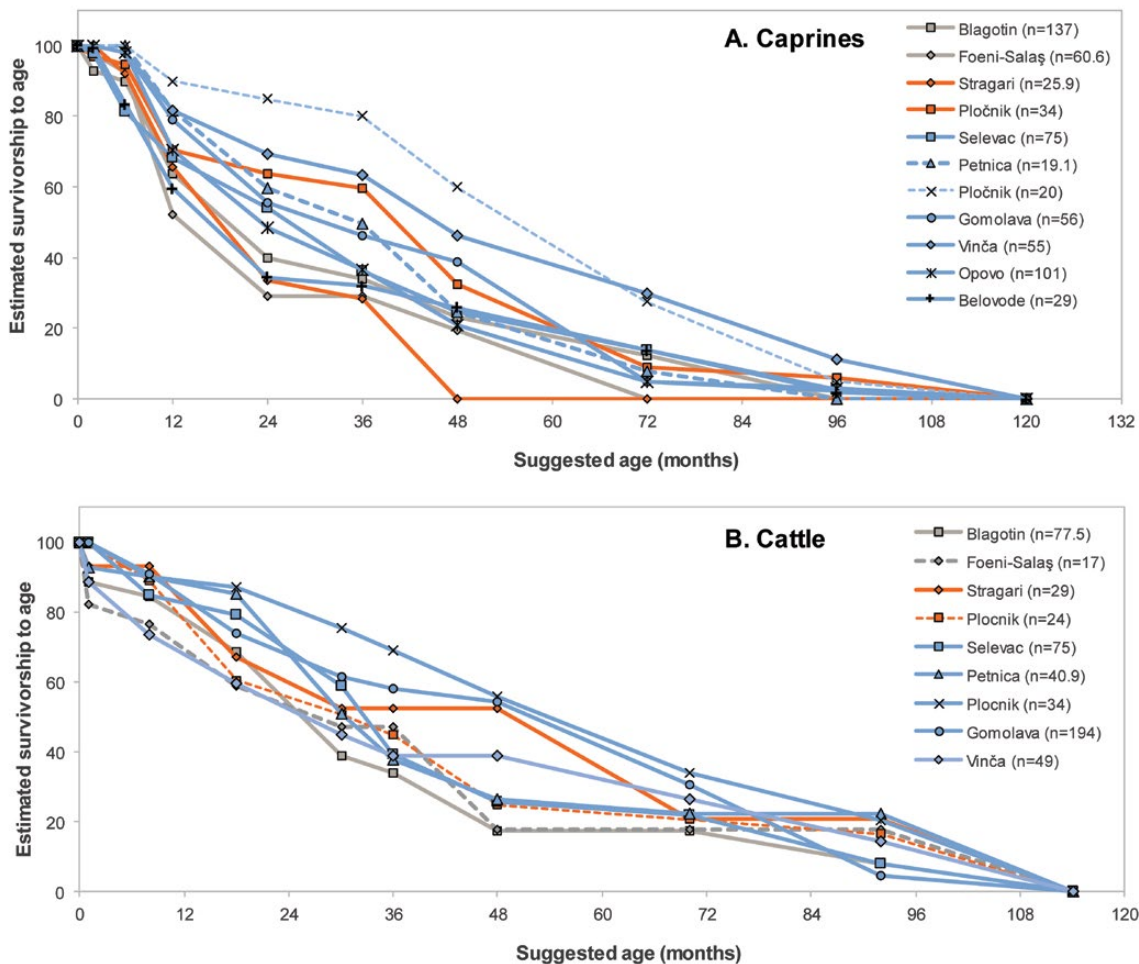 A. Caprines
Estimated survivorship to age
100
80
60
40
20
0
0 12 24 36 48 60 72 84 96 108 120 132
Suggested age (months)
Blagotin (n=137)
Foeni-Salaş (n=60.6)
Stragari (n=25.9)
Pločnik (n=34)
Selevac (n=75)
Petnica (n=19.1)
Pločnik (n=20)
Gomolava (n=56)
Vinča (n=55)
Opovo (n=101)
Belovode (n=29)
B. Cattle
Estimated survivorship to age
100
80
60
40
20
0
0 12 24 36 48 60 72 84 96 108 120
Suggested age (months)
Blagotin (n=77.5)
Foeni-Salaş (n=17)
Stragari (n=29)
Plocnik (n=24)
Selevac (n=75)
Petnica (n=40.9)
Plocnik (n=34)
Gomolava (n=194)
Vinča (n=49)